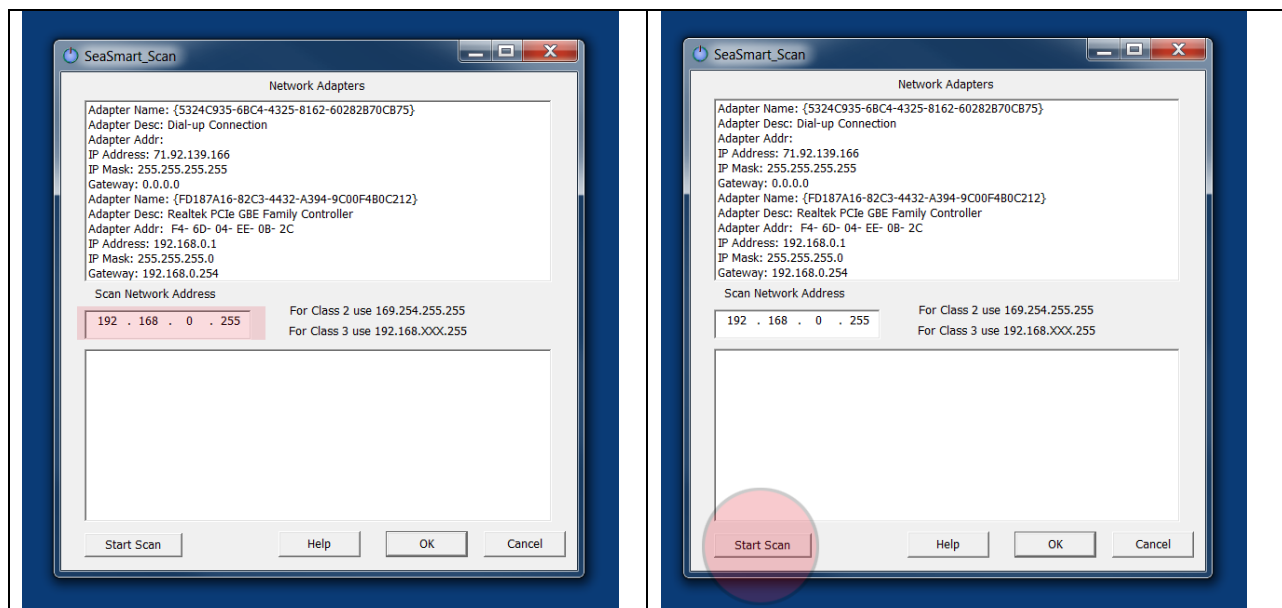 SeaSmart_Scan
Network Adapters
Adapter Name: {5324C935-6BC4-4325-8162-60282B70CB75}
Adapter Desc: Dial-up Connection
Adapter Addr:
IP Address: 71.92.139.166
IP Mask: 255.255.255.255
Gateway: 0.0.0.0
Adapter Name: {FD187A16-82C3-4432-A394-9C00F4B0C212}
Adapter Desc: Realtek PCIe GBE Family Controller
Adapter Addr: F4- 6D- 04- EE- 0B- 2C
IP Address: 192.168.0.1
IP Mask: 255.255.255.0
Gateway: 192.168.0.254
Scan Network Address
192 . 168 . 0 . 255
For Class 2 use 169.254.255.255
For Class 3 use 192.168.XXX.255
Start Scan
Help
OK
Cancel
SeaSmart_Scan
Network Adapters
Adapter Name: {5324C935-6BC4-4325-8162-60282B70CB75}
Adapter Desc: Dial-up Connection
Adapter Addr:
IP Address: 71.92.139.166
IP Mask: 255.255.255.255
Gateway: 0.0.0.0
Adapter Name: {FD187A16-82C3-4432-A394-9C00F4B0C212}
Adapter Desc: Realtek PCIe GBE Family Controller
Adapter Addr: F4- 6D- 04- EE- 0B- 2C
IP Address: 192.168.0.1
IP Mask: 255.255.255.0
Gateway: 192.168.0.254
Scan Network Address
192 . 168 . 0 . 255
For Class 2 use 169.254.255.255
For Class 3 use 192.168.XXX.255
Start Scan
Help
OK
Cancel